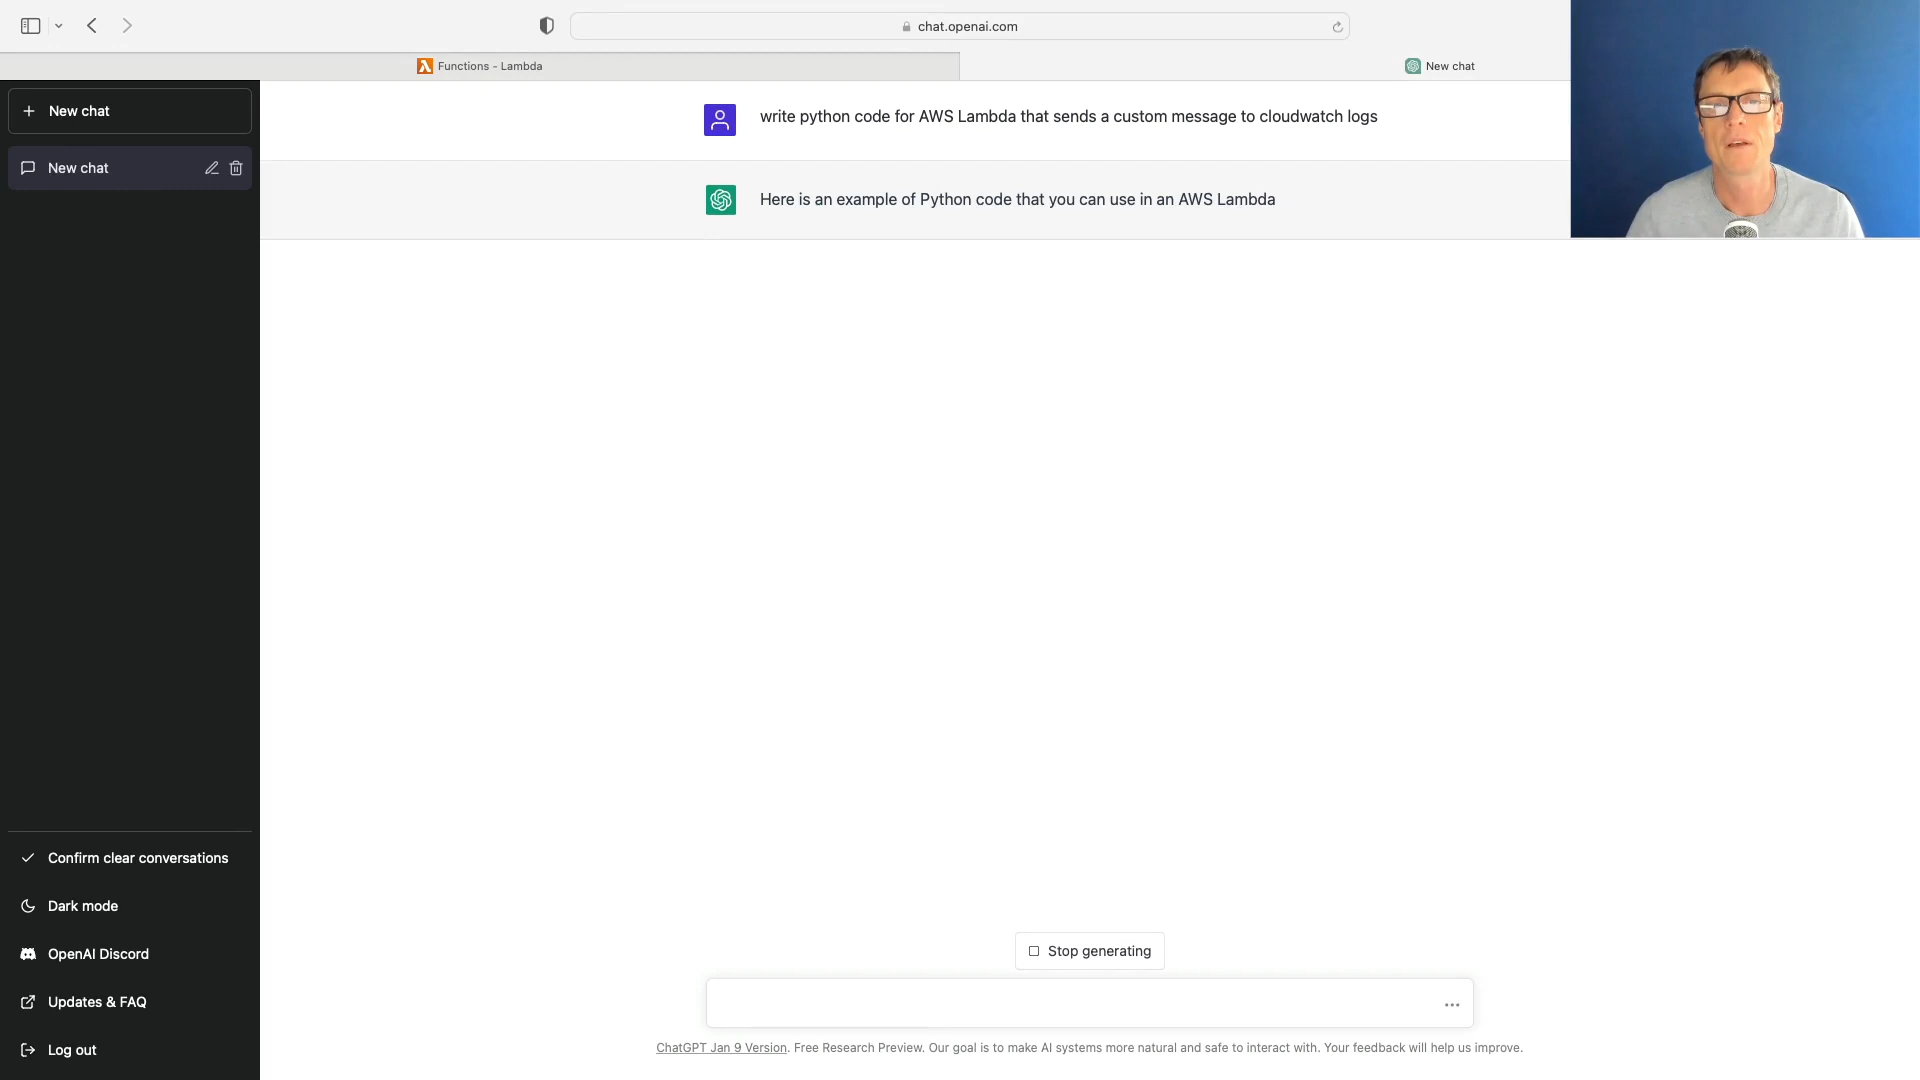 chat.openai.com
Functions - Lambda
New chat
New chat
New chat
write python code for AWS Lambda that sends a custom message to cloudwatch logs
Here is an example of Python code that you can use in an AWS Lambda
Confirm clear conversations
Dark mode
OpenAI Discord
Updates & FAQ
Log out
Stop generating
ChatGPT Jan 9 Version. Free Research Preview. Our goal is to make AI systems more natural and safe to interact with. Your feedback will help us improve.